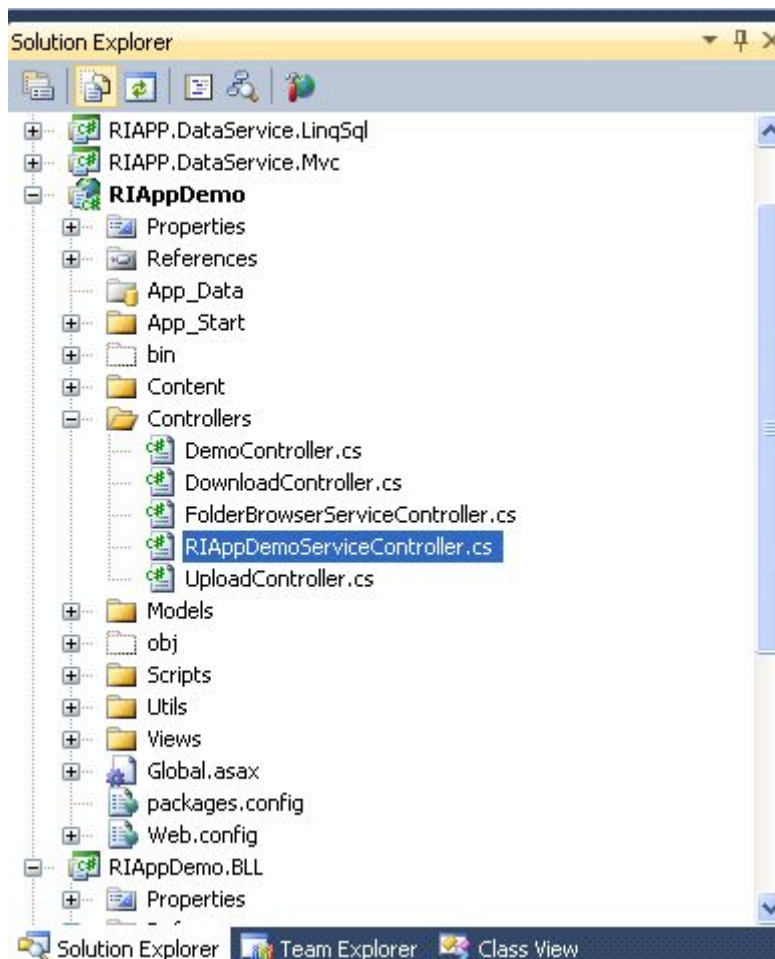 Solution Explorer
RIAPP.DataService.LinqSql
RIAPP.DataService.Mvc
RIAppDemo
Properties
References
App_Data
App_Start
bin
Content
Controllers
DemoController.cs
DownloadController.cs
FolderBrowserServiceController.cs
RIAppDemoServiceController.cs
UploadController.cs
Models
obj
Scripts
Utils
Views
Global.asax
packages.config
Web.config
RIAppDemo.BLL
Properties
Solution Explorer Team Explorer Class View